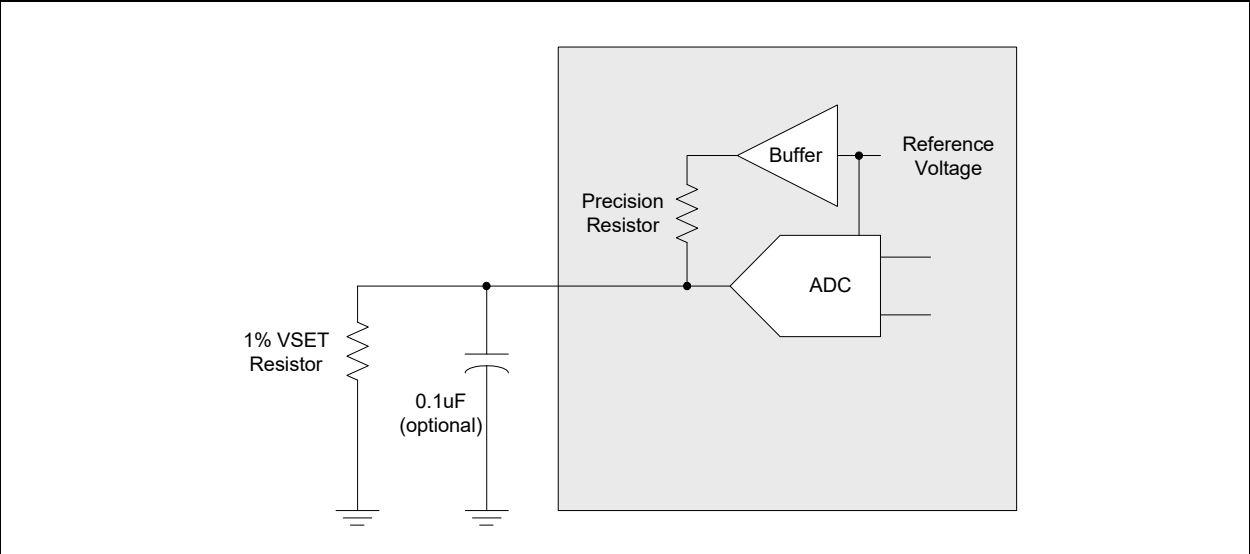 Buffer
Reference
Voltage
Precision
Resistor
ADC
1% VSET
Resistor
0.1uF
(optional)